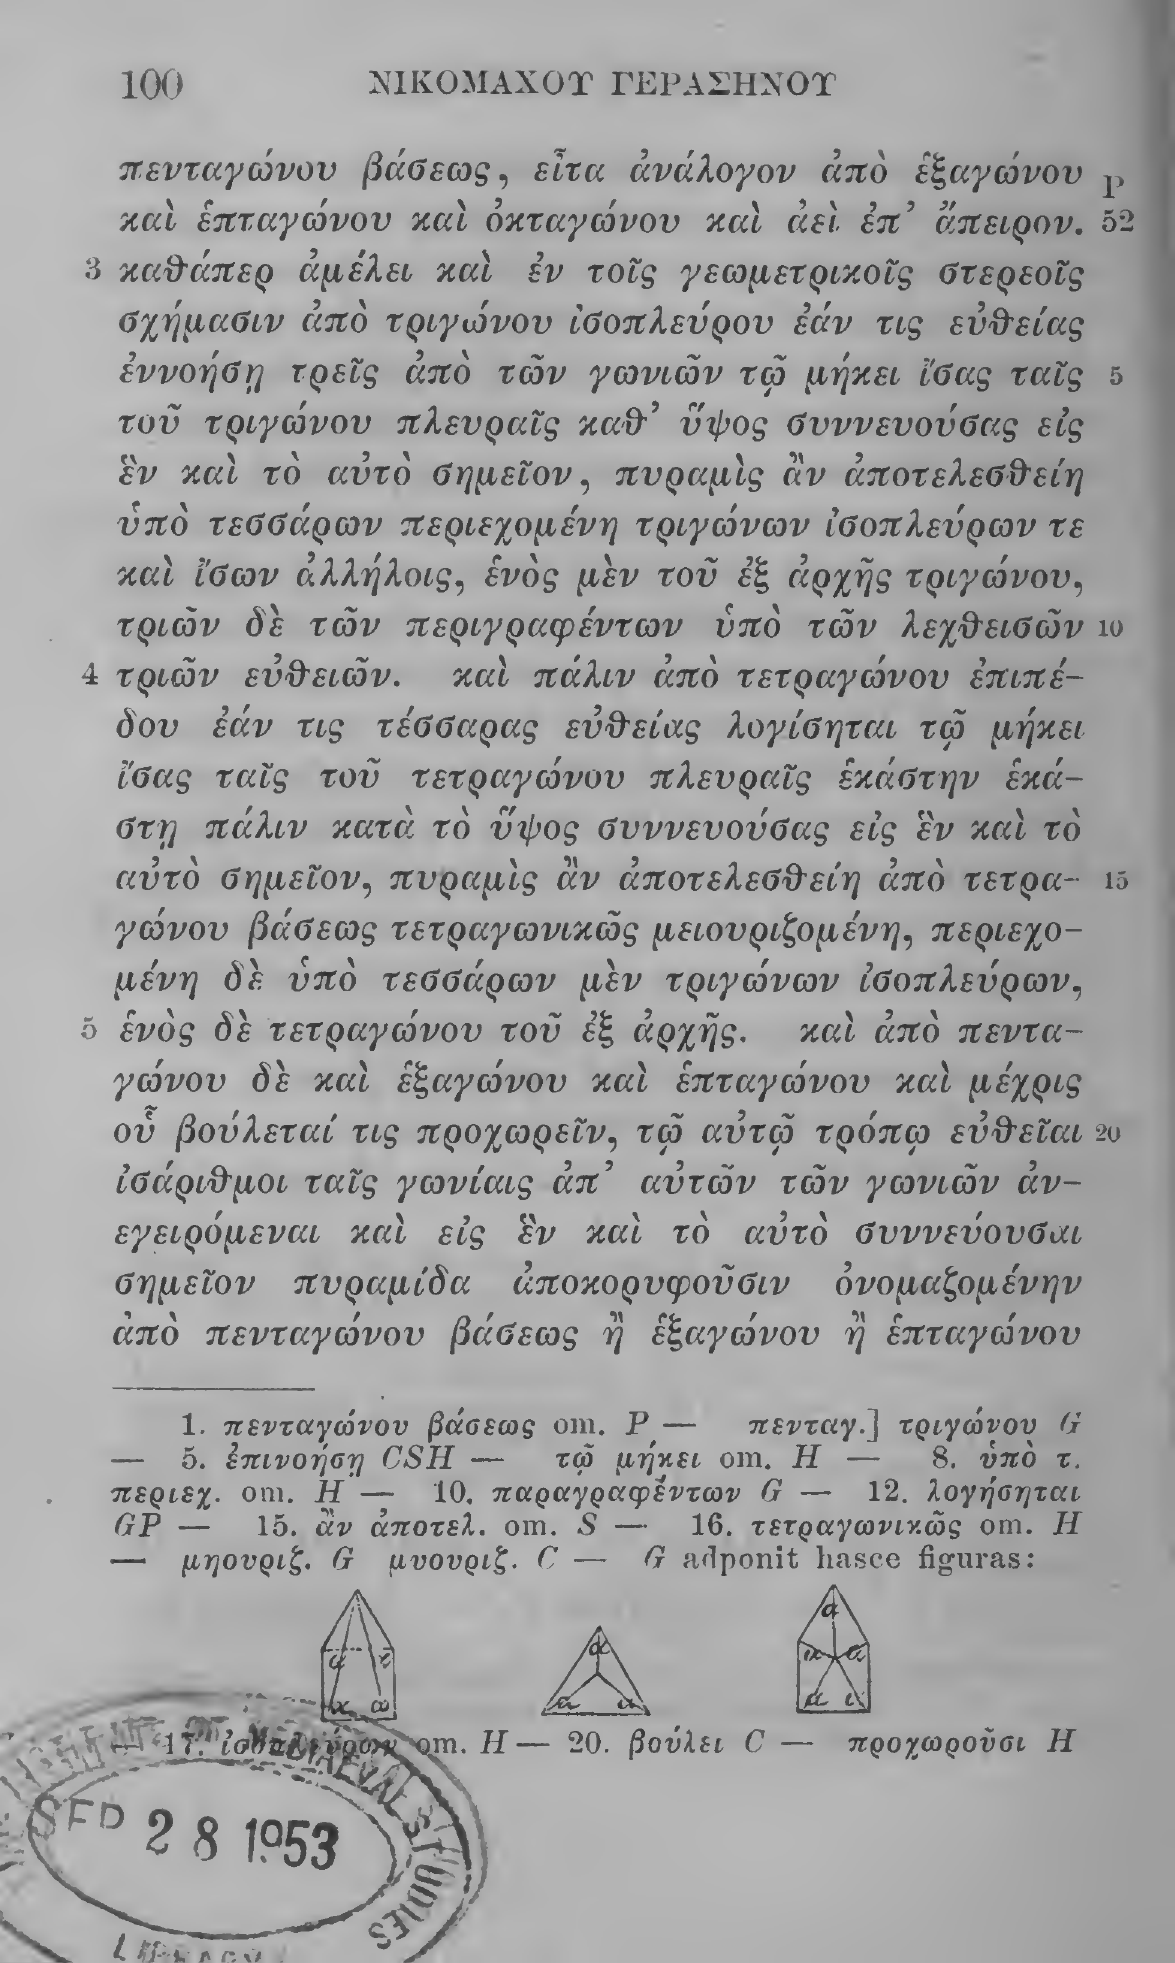 100 ΝΙΚΟΜΑΧΟΥ ΓΕΡΑΣΗΝΟΥ
πενταγώνου βάσεως, εἶτα ἀνάλογον ἀπὸ ἑξαγώνου p
καὶ ἑπταγώνου καὶ ὀκταγώνου καὶ ἀεὶ ἐπ’ ἄπειρον. 52
3 καθάπερ ἀμέλει καὶ ἐν τοῖς γεωμετρικοῖς στερεοῖς
σχήμασιν ἀπὸ τριγώνου ἰσοπλεύρου ἐάν τις εὐθείας
ἐννοήσῃ τρεῖς ἀπὸ τῶν γωνιῶν τῷ μήκει ἴσας ταῖς 5
τοῦ τριγώνου πλευραῖς καθ’ ὕψος συννευούσας εἰς
ἓν καὶ τὸ αὐτὸ σημεῖον, πυραμὶς ἂν ἀποτελεσθείη
ὑπὸ τεσσάρων περιεχομένη τριγώνων ἰσοπλεύρων τε
καὶ ἴσων ἀλλήλοις, ἑνὸς μὲν τοῦ ἐξ ἀρχῆς τριγώνου,
τριῶν δὲ τῶν περιγραφέντων ὑπὸ τῶν λεχθεισῶν 10
4 τριῶν εὐθειῶν. καὶ πάλιν ἀπὸ τετραγώνου ἐπιπέ-
δου ἐάν τις τέσσαρας εὐθείας λογίσηται τῷ μήκει
ἴσας ταῖς τοῦ τετραγώνου πλευραῖς ἑκάστην ἑκά-
στῃ πάλιν κατὰ τὸ ὕψος συννευούσας εἰς ἓν καὶ τὸ
αὐτὸ σημεῖον, πυραμὶς ἂν ἀποτελεσθείη ἀπὸ τετρα- 15
γώνου βάσεως τετραγωνικῶς μειουριζομένη, περιεχο-
μένη δὲ ὑπὸ τεσσάρων μὲν τριγώνων ἰσοπλεύρων,
5 ἑνὸς δὲ τετραγώνου τοῦ ἐξ ἀρχῆς. καὶ ἀπὸ πεντα-
γώνου δὲ καὶ ἑξαγώνου καὶ ἑπταγώνου καὶ μέχρις
οὗ βούλεταί τις προχωρεῖν, τῷ αὐτῷ τρόπῳ εὐθεῖαι 20
ἰσάριθμοι ταῖς γωνίαις ἀπ’ αὐτῶν τῶν γωνιῶν ἀν-
εγειρόμεναι καὶ εἰς ἓν καὶ τὸ αὐτὸ συννεύουσαι
σημεῖον πυραμίδα ἀποκορυφοῦσιν ὀνομαζομένην
ἀπὸ πενταγώνου βάσεως ἢ ἑξαγώνου ἢ ἑπταγώνου
1. πενταγώνου βάσεως om. P — πενταγ.] τριγώνου G
— 5. ἐπινοήσῃ CSH — τῷ μήκει om. H — 8. ὑπὸ τ.
περιεχ. om. H — 10. παραγραφέντων G — 12. λογήσηται
GP — 15. ἂν ἀποτελ. om. S — 16. τετραγωνικῶς om. H
— μηουριζ. G μυουριζ. C — G adponit hasce figuras:
— 17. ἰσοπλεύρων om. H — 20. βούλει C — προχωροῦσι H
MEDIAEVAL STUDIES
28 1953
LIBRARY